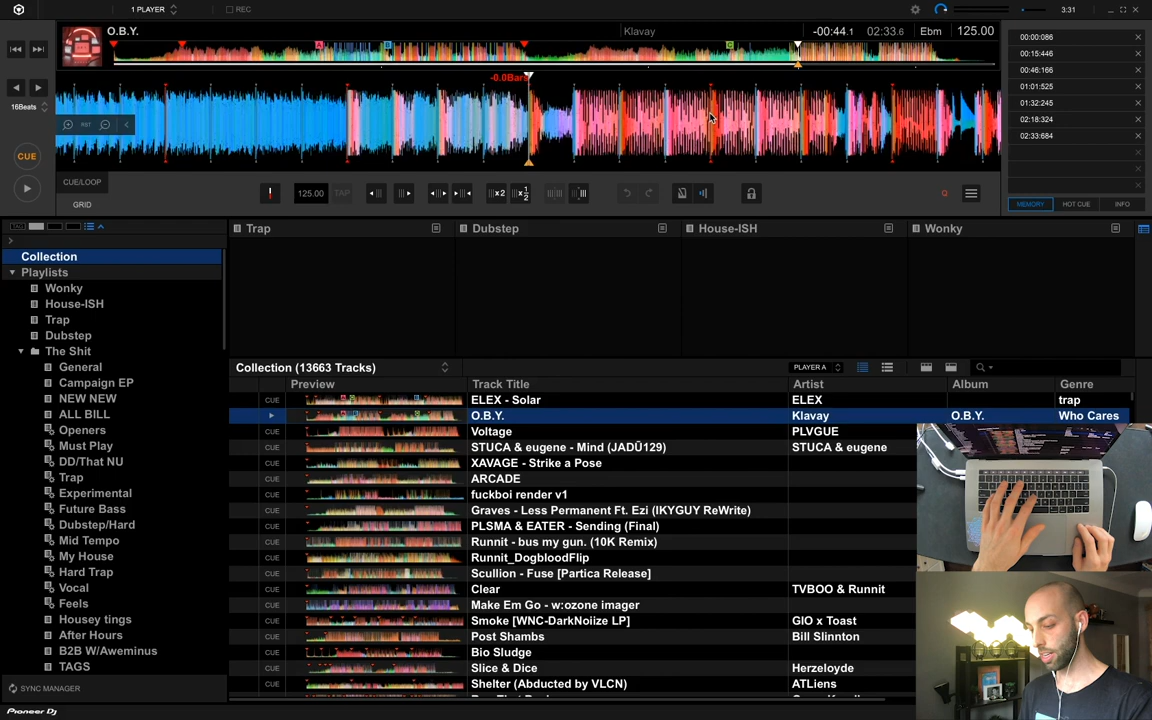 1 PLAYER
REC
3:31
O.B.Y.
Klavay
-00:44.1
02:33.6
Ebm
125.00
A
B
C
-0.0Bars
16Beats
RST
CUE
CUE/LOOP
GRID
125.00
TAP
x2
x1/2
Q
00:00:086
00:15:446
00:46:166
01:01:525
01:32:245
02:18:324
02:33:684
MEMORY
HOT CUE
INFO
TAG
Trap
Dubstep
House-ISH
Wonky
Collection
Playlists
Wonky
House-ISH
Trap
Dubstep
The Shit
General
Campaign EP
NEW NEW
ALL BILL
Openers
Must Play
DD/That NU
Trap
Experimental
Future Bass
Dubstep/Hard
Mid Tempo
My House
Hard Trap
Vocal
Feels
Housey tings
After Hours
B2B W/Aweminus
TAGS
SYNC MANAGER
Pioneer Dj
Collection (13663 Tracks)
PLAYER A
Preview
Track Title
Artist
Album
Genre
CUE
ELEX - Solar
ELEX
trap
O.B.Y.
Klavay
O.B.Y.
Who Cares
CUE
Voltage
PLVGUE
CUE
STUCA & eugene - Mind (JADŪ129)
STUCA & eugene
CUE
XAVAGE - Strike a Pose
CUE
ARCADE
CUE
fuckboi render v1
CUE
Graves - Less Permanent Ft. Ezi (IKYGUY ReWrite)
CUE
PLSMA & EATER - Sending (Final)
CUE
Runnit - bus my gun. (10K Remix)
CUE
Runnit_DogbloodFlip
CUE
Scullion - Fuse [Partica Release]
CUE
Clear
TVBOO & Runnit
CUE
Make Em Go - w:ozone imager
CUE
Smoke [WNC-DarkNoiize LP]
GIO x Toast
CUE
Post Shambs
Bill Slinnton
CUE
Bio Sludge
CUE
Slice & Dice
Herzeloyde
CUE
Shelter (Abducted by VLCN)
ATLiens